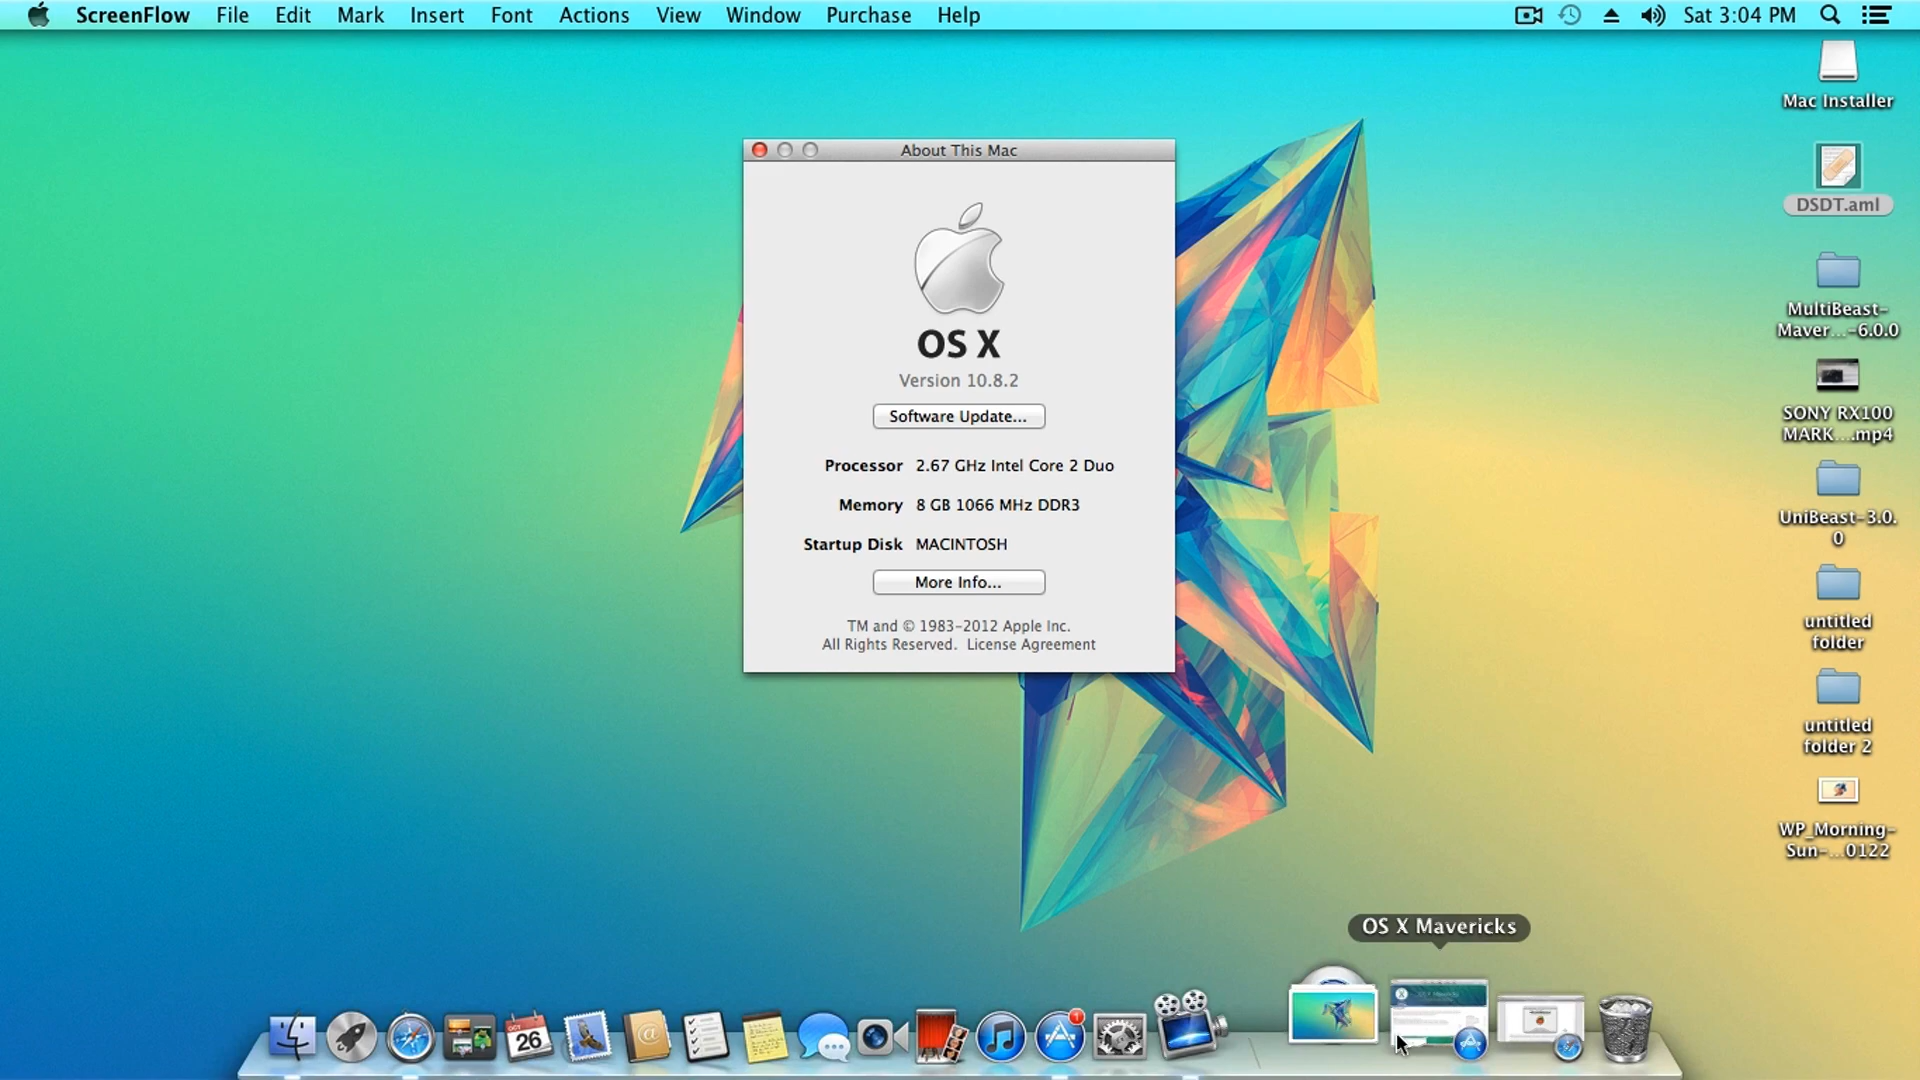 ScreenFlow File Edit Mark Insert Font Actions View Window Purchase Help Sat 3:04 PM
About This Mac
OS X
Version 10.8.2
Software Update...
Processor 2.67 GHz Intel Core 2 Duo
Memory 8 GB 1066 MHz DDR3
Startup Disk MACINTOSH
More Info...
TM and © 1983-2012 Apple Inc.
All Rights Reserved. License Agreement
Mac Installer
DSDT.aml
MultiBeast-
Maver...-6.0.0
SONY RX100
MARK....mp4
UniBeast-3.0.
0
untitled
folder
untitled
folder 2
WP_Morning-
Sun-...0122
OS X Mavericks
OCT
26
1